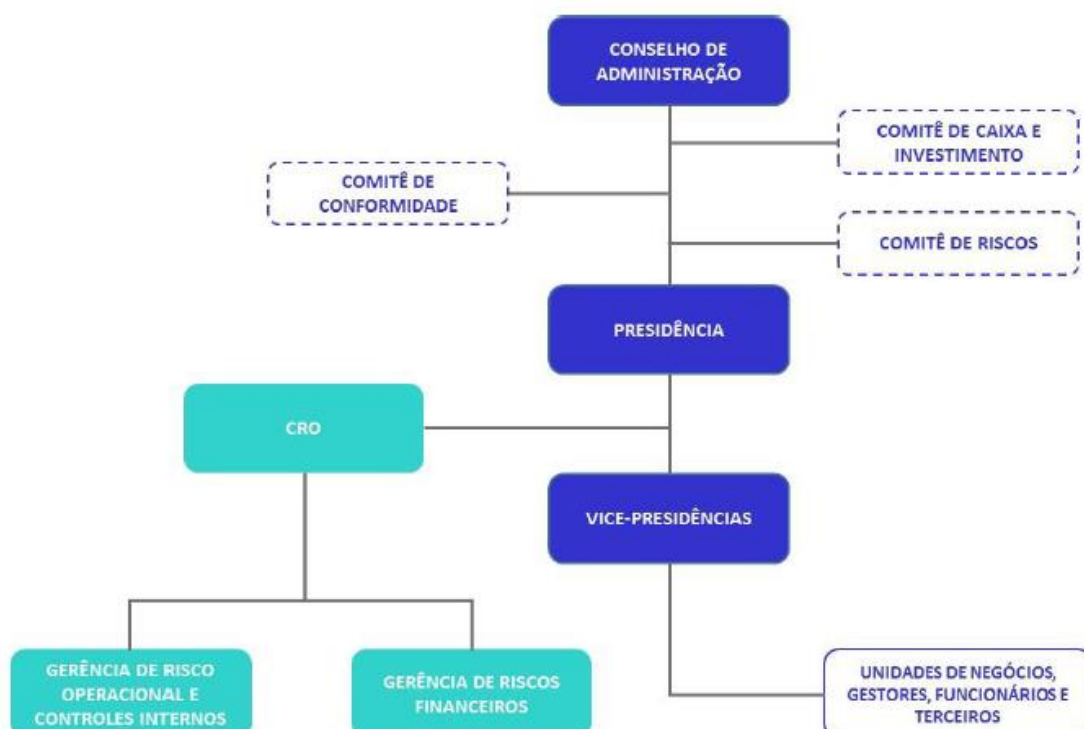 CONSELHO DE
ADMINISTRAÇÃO
COMITÊ DE CAIXA E
INVESTIMENTO
COMITÊ DE
CONFORMIDADE
COMITÊ DE RISCOS
PRESIDÊNCIA
CRO
VICE-PRESIDÊNCIAS
GERÊNCIA DE RISCO
OPERACIONAL E
CONTROLES INTERNOS
GERÊNCIA DE RISCOS
FINANCEIROS
UNIDADES DE NEGÓCIOS,
GESTORES, FUNCIONÁRIOS E
TERCEIROS